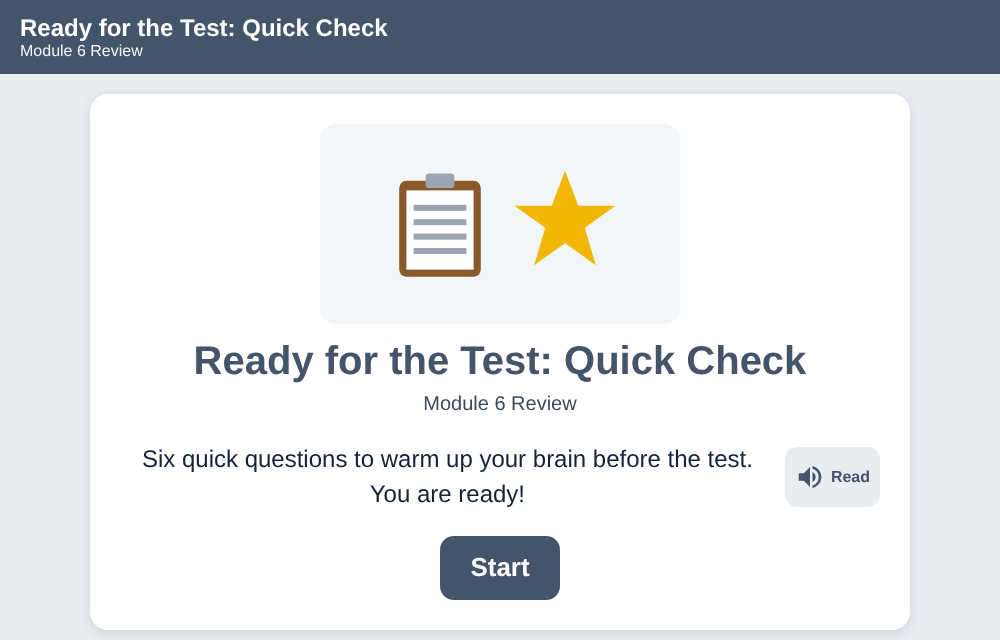 Ready for the Test: Quick Check
Module 6 Review
Ready for the Test: Quick Check
Module 6 Review
Six quick questions to warm up your brain before the test.
You are ready!
Read
Start